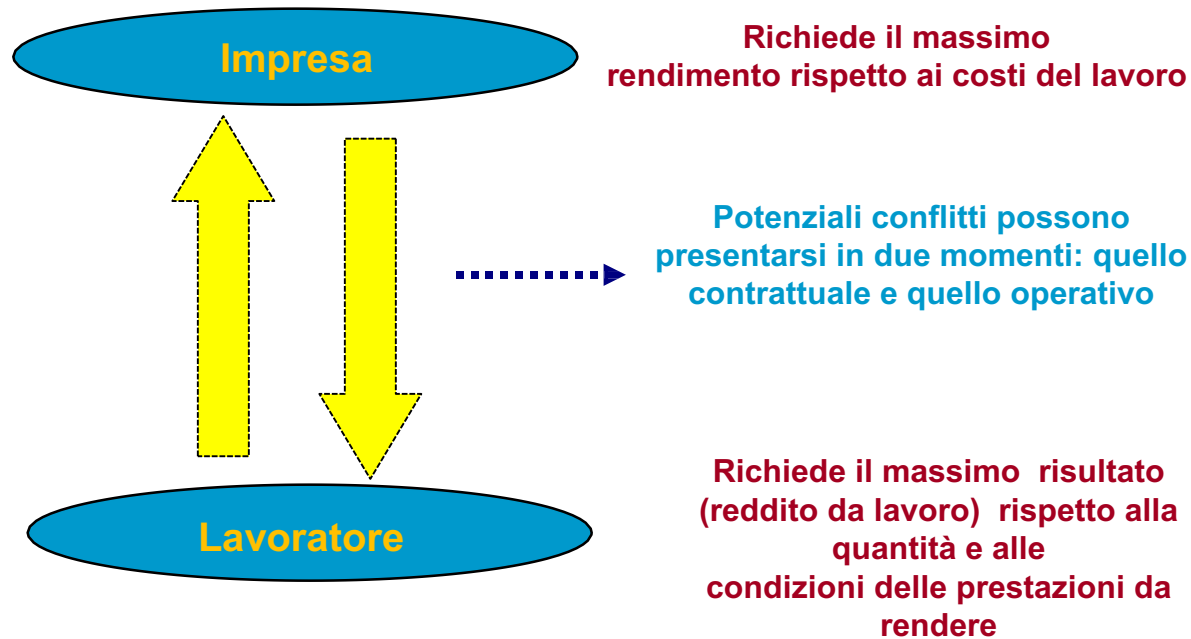 Impresa
Richiede il massimo
rendimento rispetto ai costi del lavoro
Potenziali conflitti possono
presentarsi in due momenti: quello
contrattuale e quello operativo
Lavoratore
Richiede il massimo risultato
(reddito da lavoro) rispetto alla
quantità e alle
condizioni delle prestazioni da
rendere